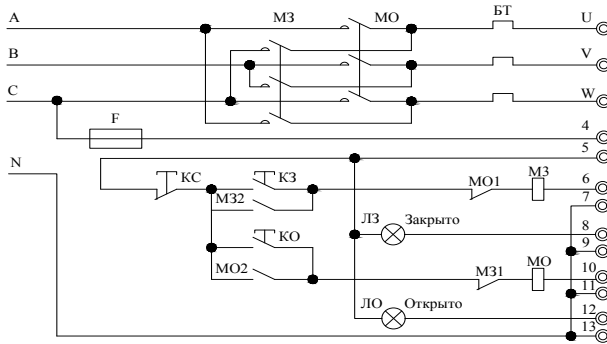 А МЗ МО БТ U
В V
С W
F 4
5
N КС КЗ МО1 МЗ 6
МЗ2 7
ЛЗ Закрыто 8
КО 9
МО2 МЗ1 МО 10
11
ЛО Открыто 12
13